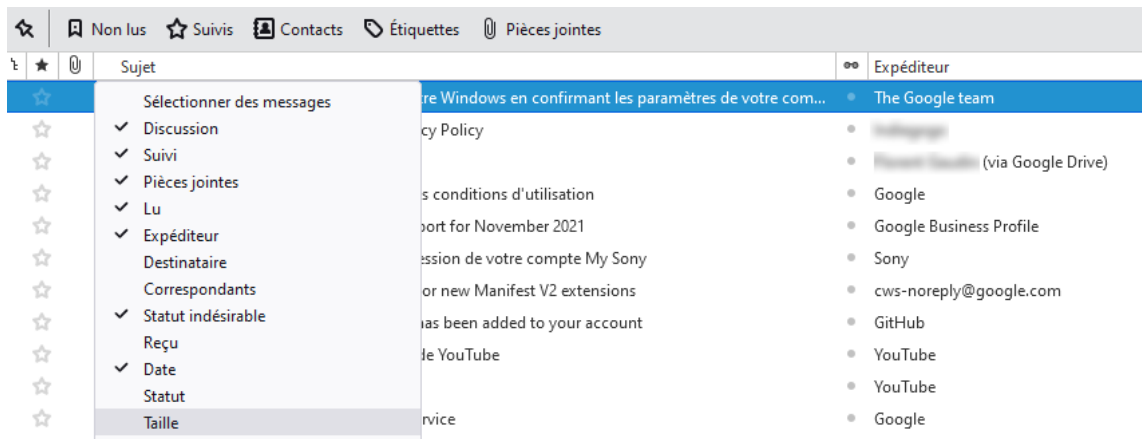 Non lus Suivis Contacts Étiquettes Pièces jointes
Sujet Expéditeur
re Windows en confirmant les paramètres de votre com... The Google team
Sélectionner des messages
Discussion cy Policy
Suivi (via Google Drive)
Pièces jointes
s conditions d'utilisation Google
Lu
Expéditeur port for November 2021 Google Business Profile
Destinataire ession de votre compte My Sony Sony
Correspondants or new Manifest V2 extensions cws-noreply@google.com
Statut indésirable has been added to your account GitHub
Reçu de YouTube YouTube
Date
Statut YouTube
Taille rvice Google